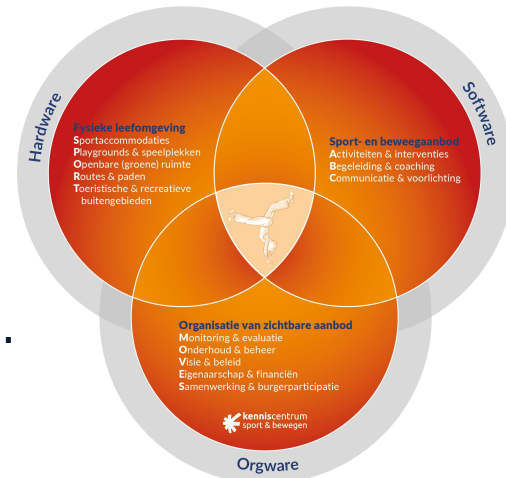 Hardware
Software
Fysieke leefomgeving
Sportaccommodaties
Playgrounds & speelplekken
Openbare (groene) ruimte
Routes & paden
Toeristische & recreatieve
buitengebieden
Sport- en beweegaanbod
Activiteiten & interventies
Begeleiding & coaching
Communicatie & voorlichting
Organisatie van zichtbare aanbod
Monitoring & evaluatie
Onderhoud & beheer
Visie & beleid
Eigenaarschap & financiën
Samenwerking & burgerparticipatie
kenniscentrum
sport & bewegen
Orgware